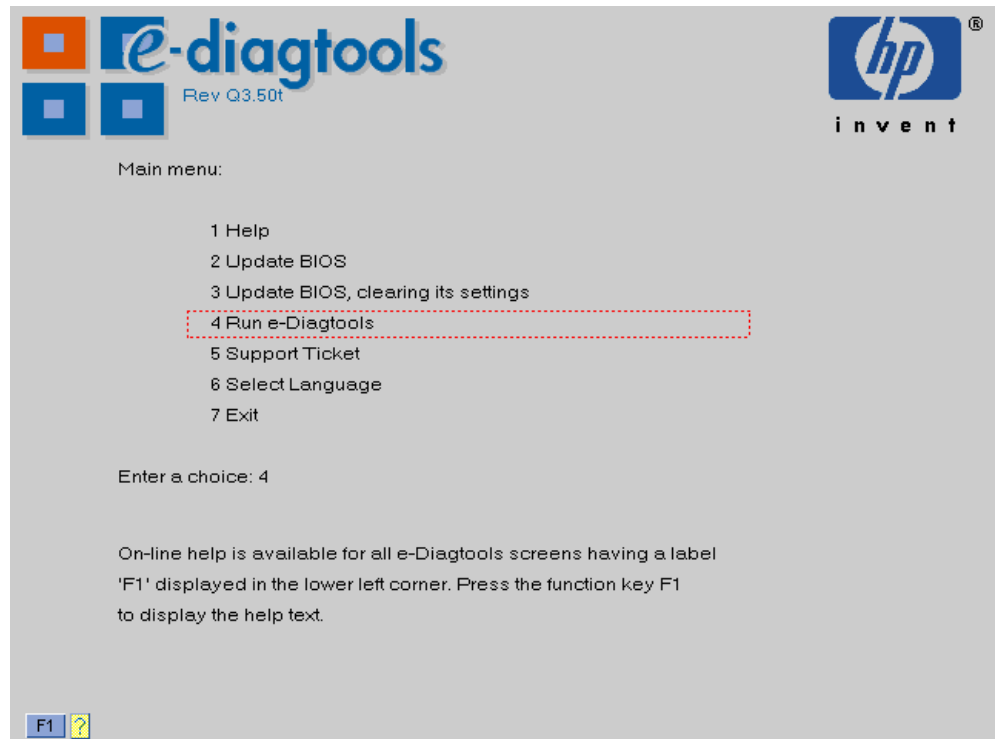 e-diagtools
Rev Q3.50t
hp
®
invent
Main menu:
1 Help
2 Update BIOS
3 Update BIOS, clearing its settings
4 Run e-Diagtools
5 Support Ticket
6 Select Language
7 Exit
Enter a choice: 4
On-line help is available for all e-Diagtools screens having a label
'F1' displayed in the lower left corner. Press the function key F1
to display the help text.
F1 ?